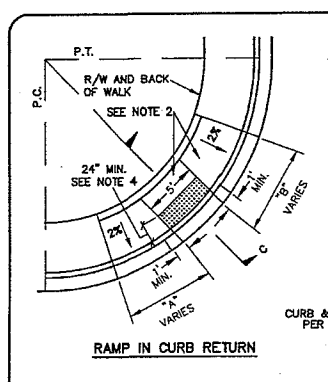 P.T.
P.C.
R/W AND BACK
OF WALK
SEE NOTE 2
24" MIN.
SEE NOTE 4
2%
5'
1'
MIN.
"B"
VARIES
2%
1'
MIN.
"A"
VARIES
C
CURB &
PER
RAMP IN CURB RETURN